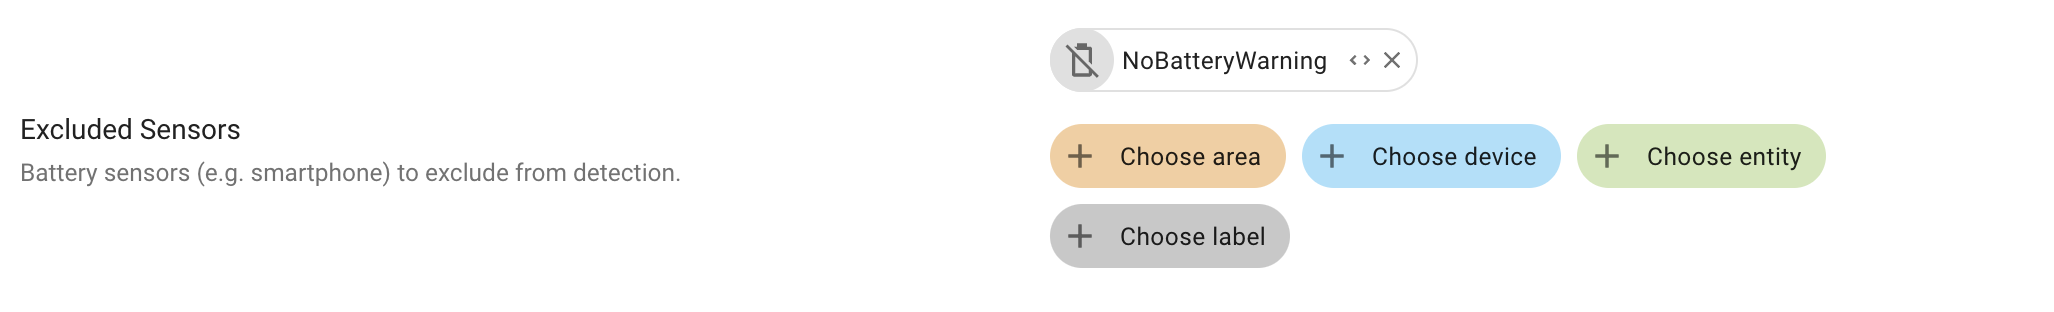 NoBatteryWarning
Excluded Sensors
Battery sensors (e.g. smartphone) to exclude from detection.
Choose area
Choose device
Choose entity
Choose label